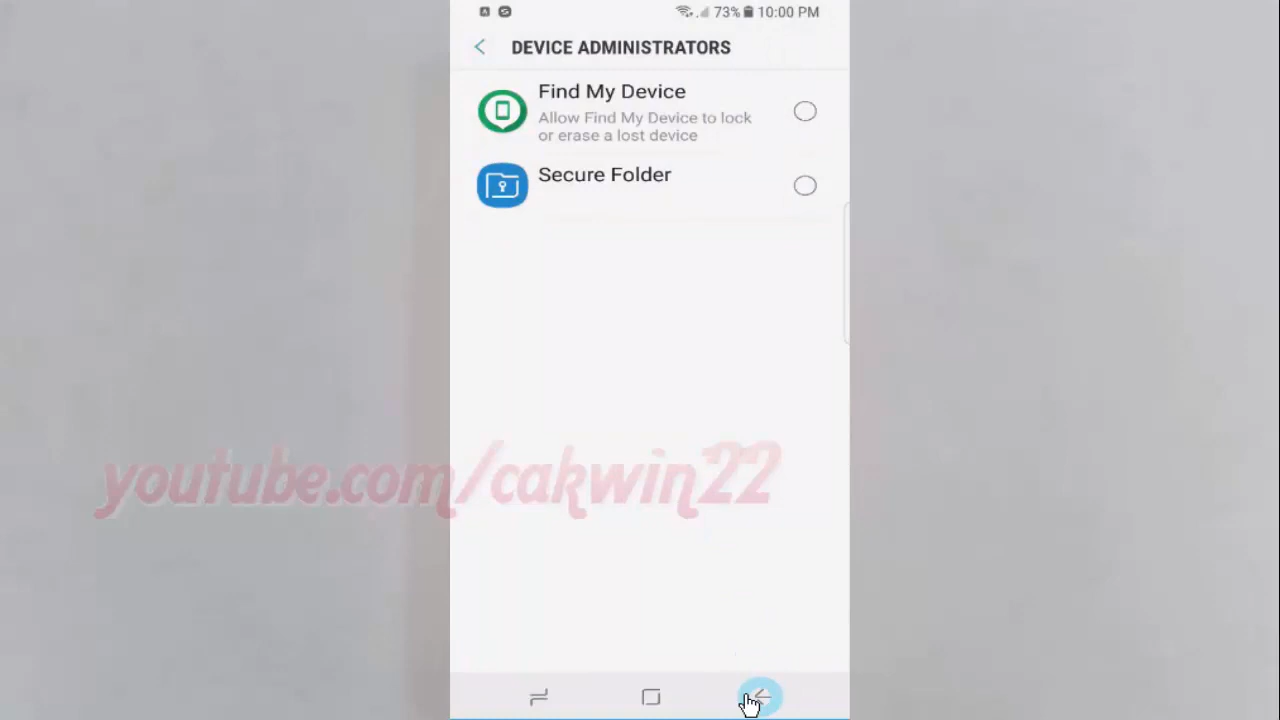 73% 10:00 PM
DEVICE ADMINISTRATORS
Find My Device
Allow Find My Device to lock
or erase a lost device
Secure Folder
youtube.com/cakwin22